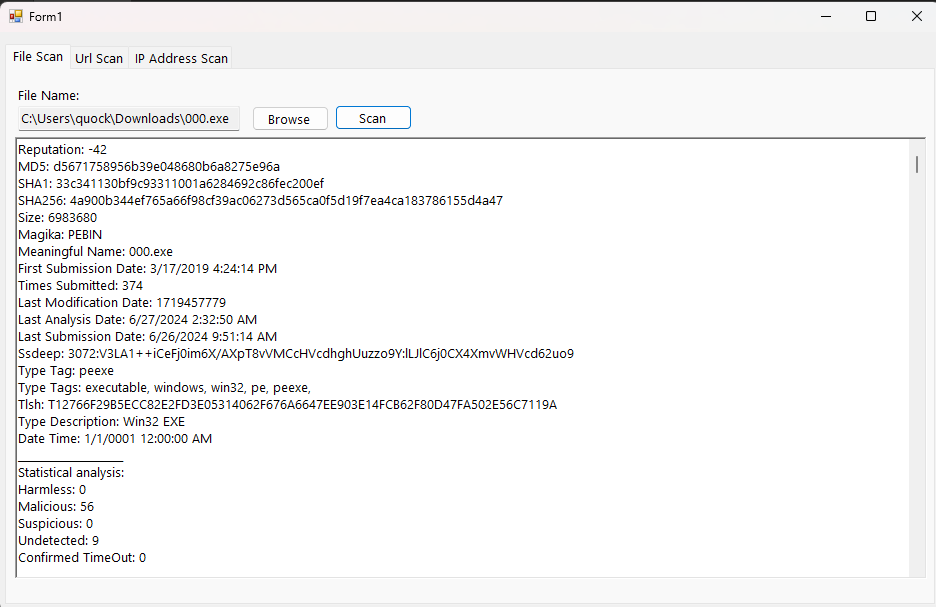 Form1
File Scan Url Scan IP Address Scan
File Name:
C:\Users\quock\Downloads\000.exe Browse Scan
Reputation: -42
MD5: d5671758956b39e048680b6a8275e96a
SHA1: 33c341130bf9c93311001a6284692c86fec200ef
SHA256: 4a900b344ef765a66f98cf39ac06273d565ca0f5d19f7ea4ca183786155d4a47
Size: 6983680
Magika: PEBIN
Meaningful Name: 000.exe
First Submission Date: 3/17/2019 4:24:14 PM
Times Submitted: 374
Last Modification Date: 1719457779
Last Analysis Date: 6/27/2024 2:32:50 AM
Last Submission Date: 6/26/2024 9:51:14 AM
Ssdeep: 3072:V3LA1++iCeFj0im6X/AXpT8vVMCcHVcdhghUuzzo9Y:lLJlC6j0CX4XmvWHVcd62uo9
Type Tag: peexe
Type Tags: executable, windows, win32, pe, peexe,
Tlsh: T12766F29B5ECC82E2FD3E05314062F676A6647EE903E14FCB62F80D47FA502E56C7119A
Type Description: Win32 EXE
Date Time: 1/1/0001 12:00:00 AM
Statistical analysis:
Harmless: 0
Malicious: 56
Suspicious: 0
Undetected: 9
Confirmed TimeOut: 0